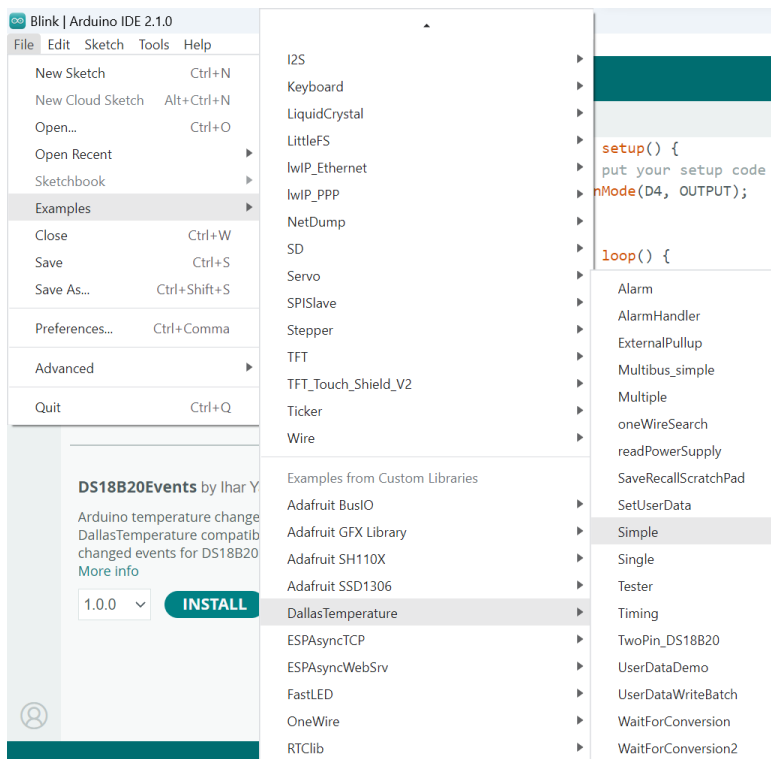 Blink | Arduino IDE 2.1.0
File Edit Sketch Tools Help
New Sketch Ctrl+N
New Cloud Sketch Alt+Ctrl+N
Open... Ctrl+O
Open Recent
Sketchbook
Examples
Close Ctrl+W
Save Ctrl+S
Save As... Ctrl+Shift+S
Preferences... Ctrl+Comma
Advanced
Quit Ctrl+Q
DS18B20Events by Ihar Y
Arduino temperature change
DallasTemperature compatib
changed events for DS18B20
More info
1.0.0 INSTALL
I2S
Keyboard
LiquidCrystal
LittleFS
lwIP_Ethernet
lwIP_PPP
NetDump
SD
Servo
SPISlave
Stepper
TFT
TFT_Touch_Shield_V2
Ticker
Wire
Examples from Custom Libraries
Adafruit BusIO
Adafruit GFX Library
Adafruit SH110X
Adafruit SSD1306
DallasTemperature
ESPAsyncTCP
ESPAsyncWebSrv
FastLED
OneWire
RTClib
setup() {
put your setup code
nMode(D4, OUTPUT);
loop() {
Alarm
AlarmHandler
ExternalPullup
Multibus_simple
Multiple
oneWireSearch
readPowerSupply
SaveRecallScratchPad
SetUserData
Simple
Single
Tester
Timing
TwoPin_DS18B20
UserDataDemo
UserDataWriteBatch
WaitForConversion
WaitForConversion2